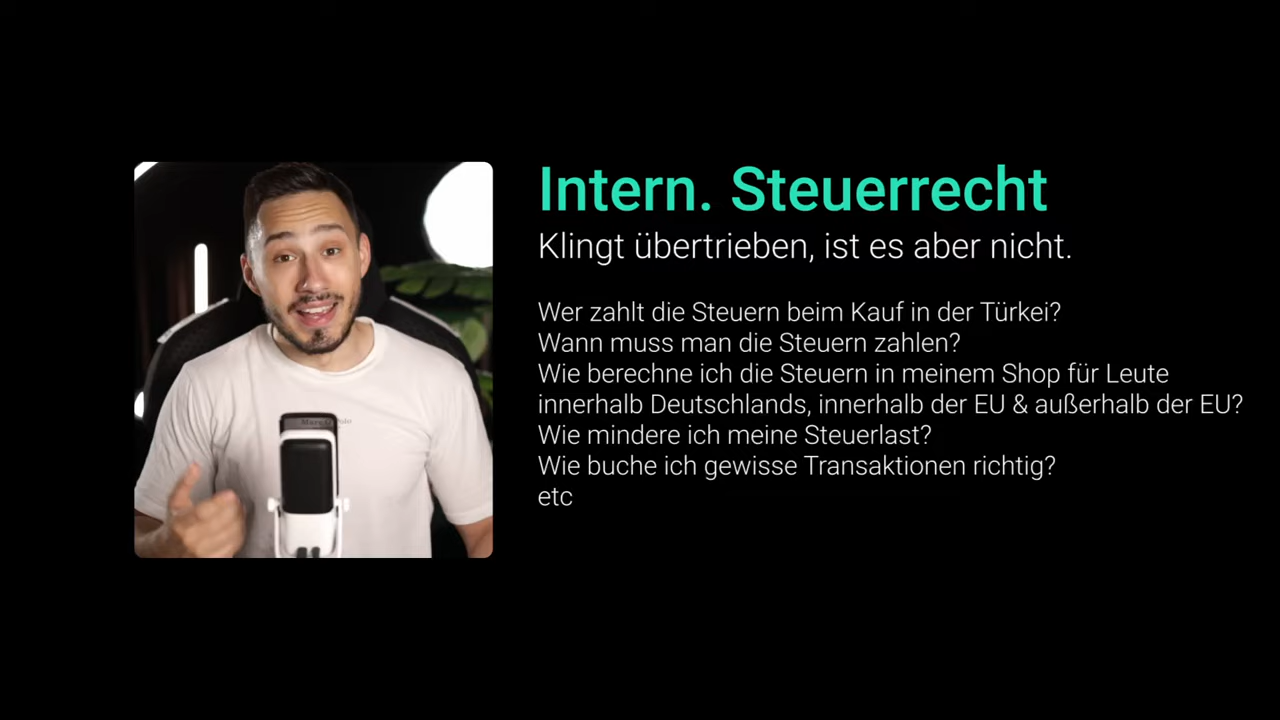 Intern. Steuerrecht
Klingt übertrieben, ist es aber nicht.
Wer zahlt die Steuern beim Kauf in der Türkei?
Wann muss man die Steuern zahlen?
Wie berechne ich die Steuern in meinem Shop für Leute
innerhalb Deutschlands, innerhalb der EU & außerhalb der EU?
Wie mindere ich meine Steuerlast?
Wie buche ich gewisse Transaktionen richtig?
etc